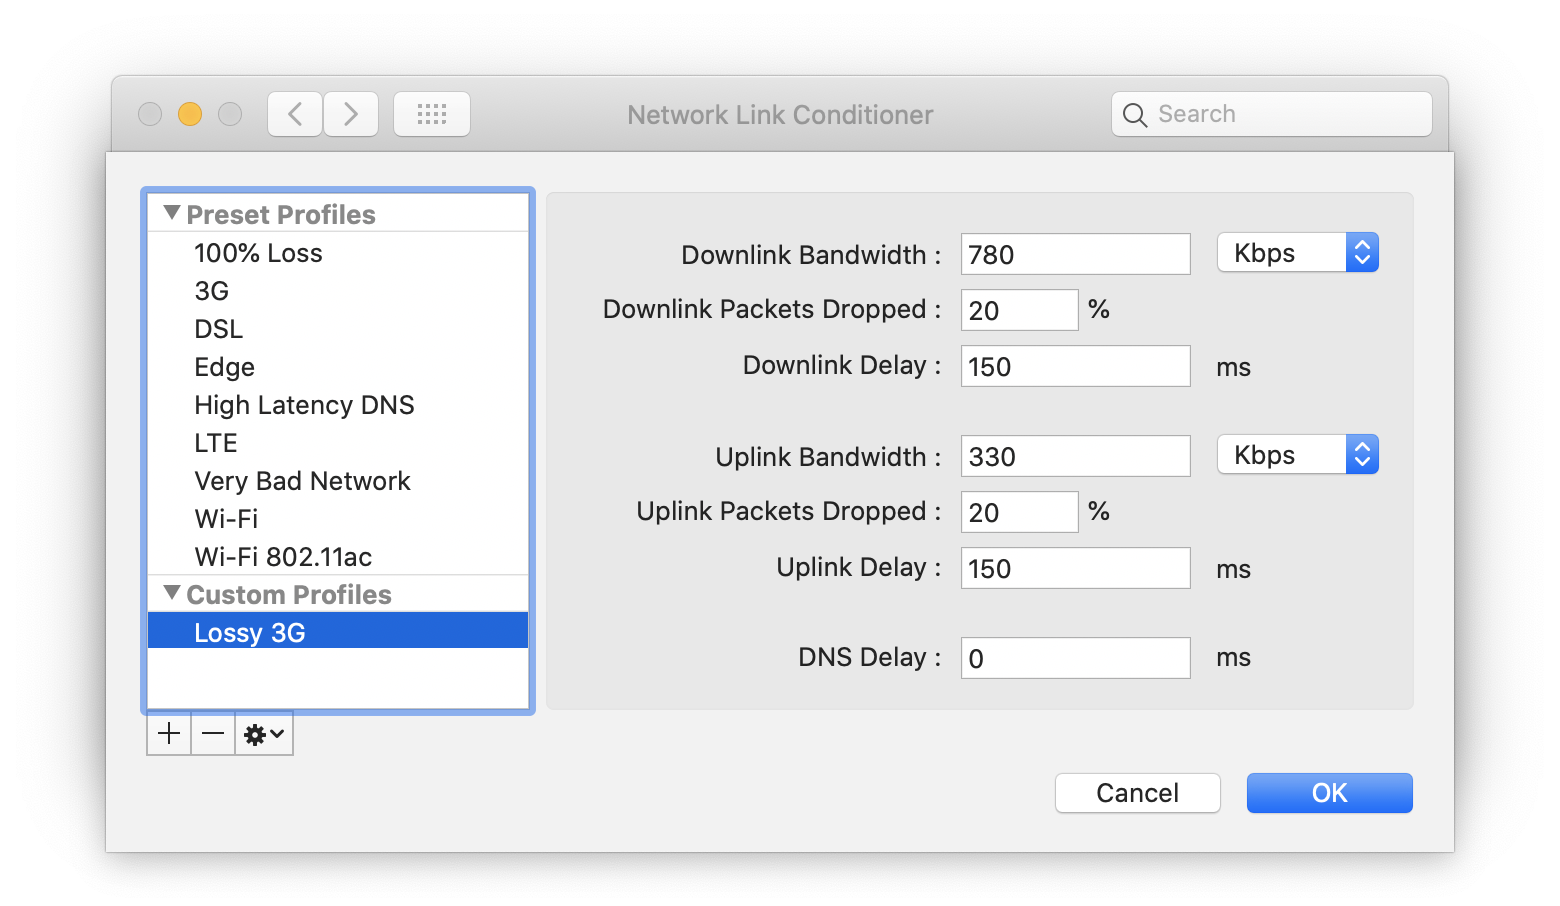 Network Link Conditioner
Search
Preset Profiles
100% Loss
3G
DSL
Edge
High Latency DNS
LTE
Very Bad Network
Wi-Fi
Wi-Fi 802.11ac
Custom Profiles
Lossy 3G
Downlink Bandwidth : 780 Kbps
Downlink Packets Dropped : 20 %
Downlink Delay : 150 ms
Uplink Bandwidth : 330 Kbps
Uplink Packets Dropped : 20 %
Uplink Delay : 150 ms
DNS Delay : 0 ms
Cancel
OK